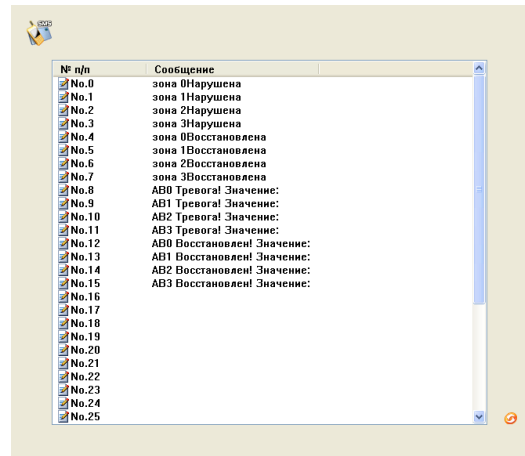 SMS
№ п/п Сообщение
No.0 зона 0Нарушена
No.1 зона 1Нарушена
No.2 зона 2Нарушена
No.3 зона 3Нарушена
No.4 зона 0Восстановлена
No.5 зона 1Восстановлена
No.6 зона 2Восстановлена
No.7 зона 3Восстановлена
No.8 АВ0 Тревога! Значение:
No.9 АВ1 Тревога! Значение:
No.10 АВ2 Тревога! Значение:
No.11 АВ3 Тревога! Значение:
No.12 АВ0 Восстановлен! Значение:
No.13 АВ1 Восстановлен! Значение:
No.14 АВ2 Восстановлен! Значение:
No.15 АВ3 Восстановлен! Значение:
No.16
No.17
No.18
No.19
No.20
No.21
No.22
No.23
No.24
No.25